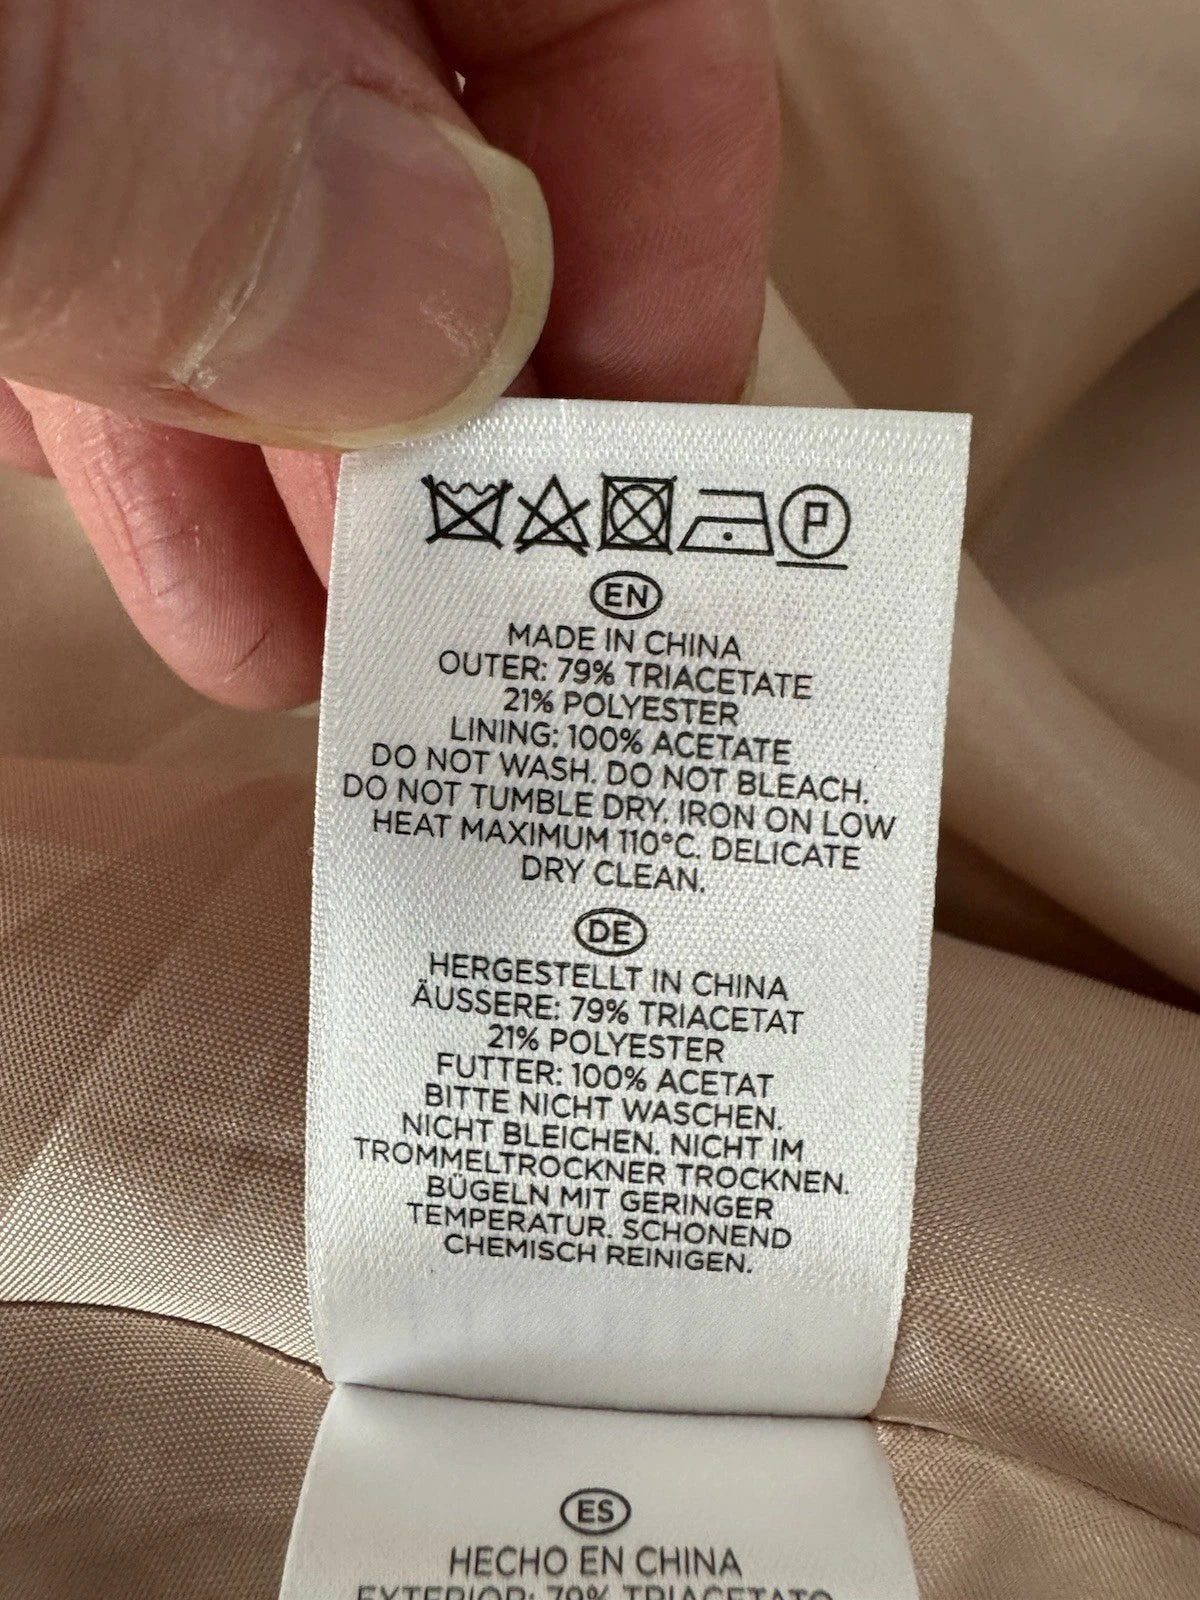 P
EN
MADE IN CHINA
OUTER: 79% TRIACETATE
21% POLYESTER
LINING: 100% ACETATE
DO NOT WASH. DO NOT BLEACH.
DO NOT TUMBLE DRY. IRON ON LOW
HEAT MAXIMUM 110°C. DELICATE
DRY CLEAN.
DE
HERGESTELLT IN CHINA
ÄUSSERE: 79% TRIACETAT
21% POLYESTER
FUTTER: 100% ACETAT
BITTE NICHT WASCHEN.
NICHT BLEICHEN. NICHT IM
TROMMELTROCKNER TROCKNEN.
BÜGELN MIT GERINGER
TEMPERATUR. SCHONEND
CHEMISCH REINIGEN.
ES
HECHO EN CHINA
EXTERIOR: 79% TRIACETATO